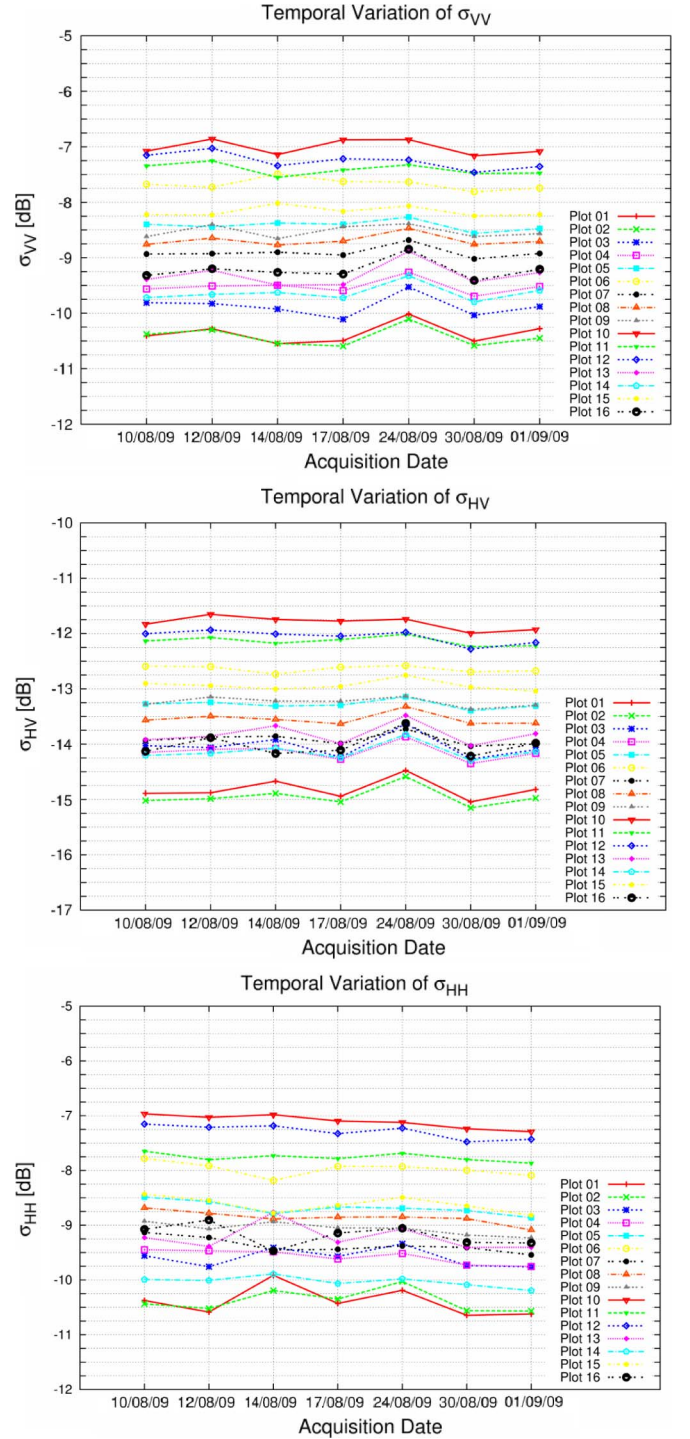 Temporal Variation of σVV
-5
-6
-7
-8
-9
-10
-11
-12
σVV [dB]
Plot 01
Plot 02
Plot 03
Plot 04
Plot 05
Plot 06
Plot 07
Plot 08
Plot 09
Plot 10
Plot 11
Plot 12
Plot 13
Plot 14
Plot 15
Plot 16
10/08/09 12/08/09 14/08/09 17/08/09 24/08/09 30/08/09 01/09/09
Acquisition Date
Temporal Variation of σHV
-10
-11
-12
-13
-14
-15
-16
-17
σHV [dB]
Plot 01
Plot 02
Plot 03
Plot 04
Plot 05
Plot 06
Plot 07
Plot 08
Plot 09
Plot 10
Plot 11
Plot 12
Plot 13
Plot 14
Plot 15
Plot 16
10/08/09 12/08/09 14/08/09 17/08/09 24/08/09 30/08/09 01/09/09
Acquisition Date
Temporal Variation of σHH
-5
-6
-7
-8
-9
-10
-11
-12
σHH [dB]
Plot 01
Plot 02
Plot 03
Plot 04
Plot 05
Plot 06
Plot 07
Plot 08
Plot 09
Plot 10
Plot 11
Plot 12
Plot 13
Plot 14
Plot 15
Plot 16
10/08/09 12/08/09 14/08/09 17/08/09 24/08/09 30/08/09 01/09/09
Acquisition Date